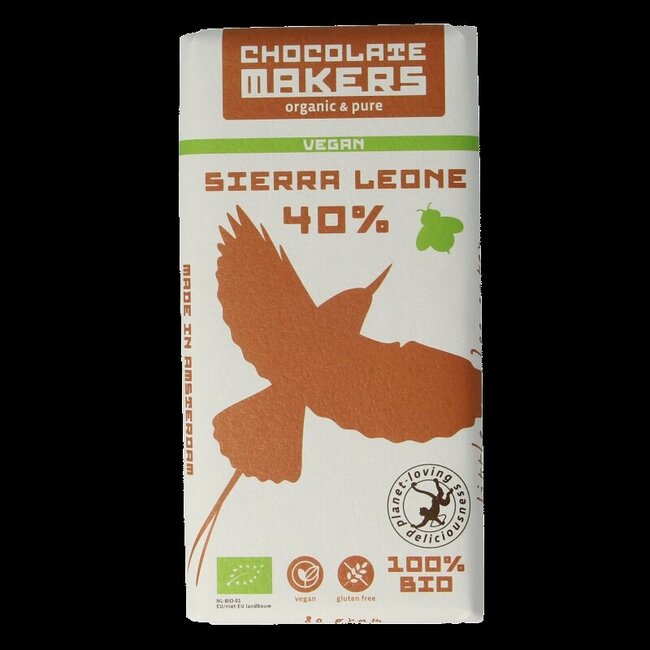 CHOCOLATE
MAKERS
organic & pure
VEGAN
SIERRA LEONE
40%
MADE IN AMSTERDAM
planet-loving
deliciousness
100%
BIO
NL-BIO-01
EU/niet-EU landbouw
vegan
gluten free